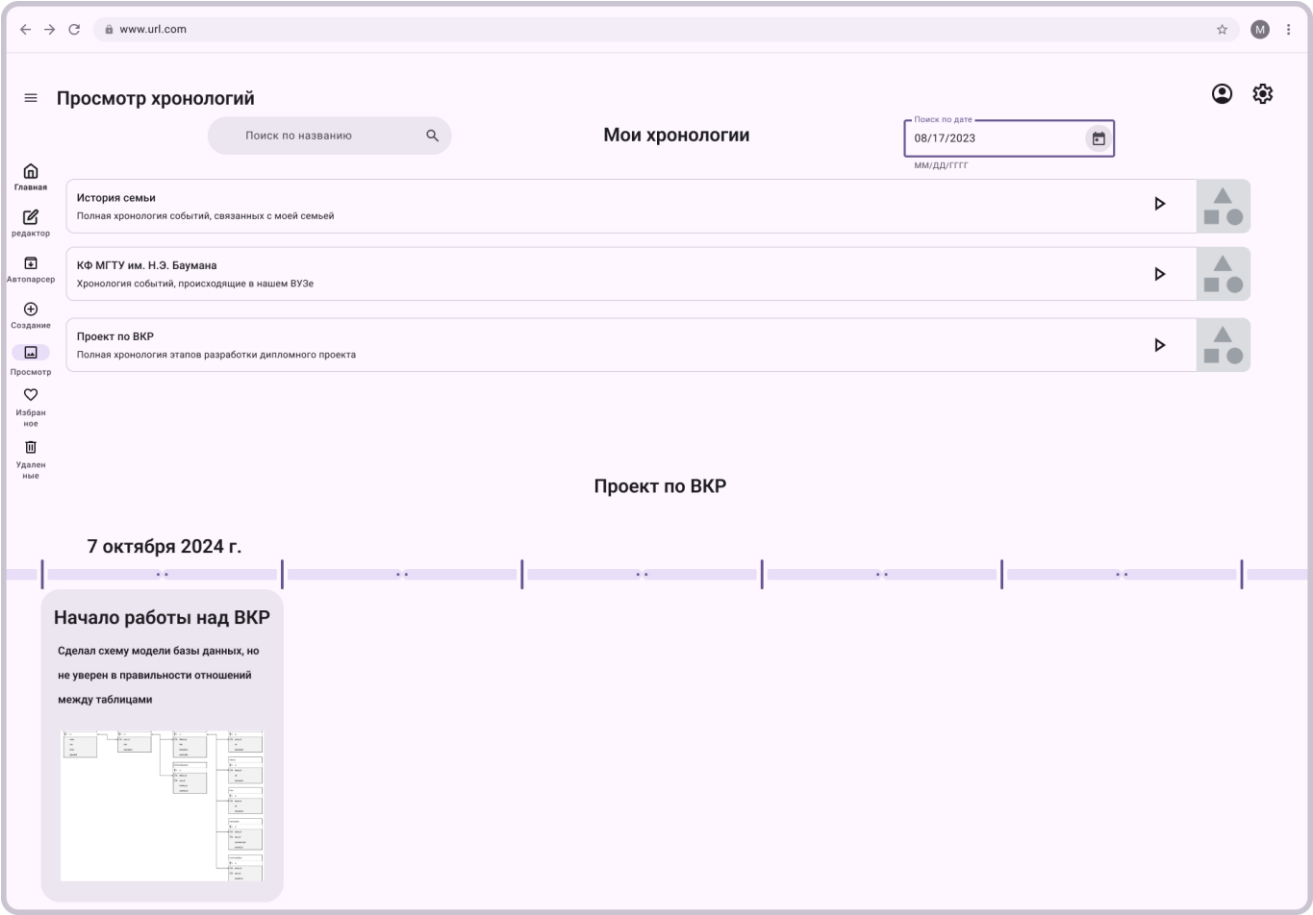 www.url.com
M
Просмотр хронологий
Поиск по названию
Мои хронологии
Поиск по дате
08/17/2023
ММ/ДД/ГГГГ
Главная
редактор
Автопарсер
Создание
Просмотр
Избран
ное
Удален
ные
История семьи
Полная хронология событий, связанных с моей семьей
КФ МГТУ им. Н.Э. Баумана
Хронология событий, происходящие в нашем ВУЗе
Проект по ВКР
Полная хронология этапов разработки дипломного проекта
Проект по ВКР
7 октября 2024 г.
Начало работы над ВКР
Сделал схему модели базы данных, но
не уверен в правильности отношений
между таблицами